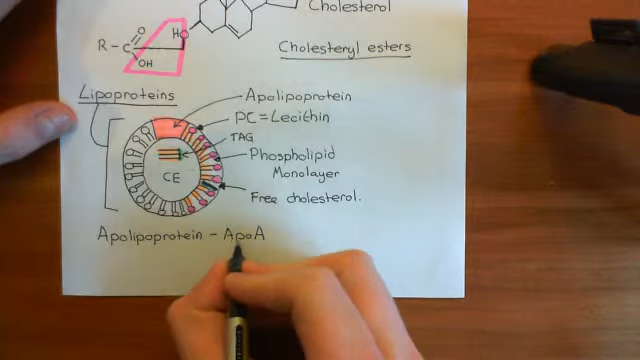 Cholesterol
HO
O
R-C
OH
Cholesteryl esters
Lipoproteins
Apolipoprotein
PC = Lecithin
TAG
Phospholipid
Monolayer
CE
Free cholesterol.
Apolipoprotein - ApoA